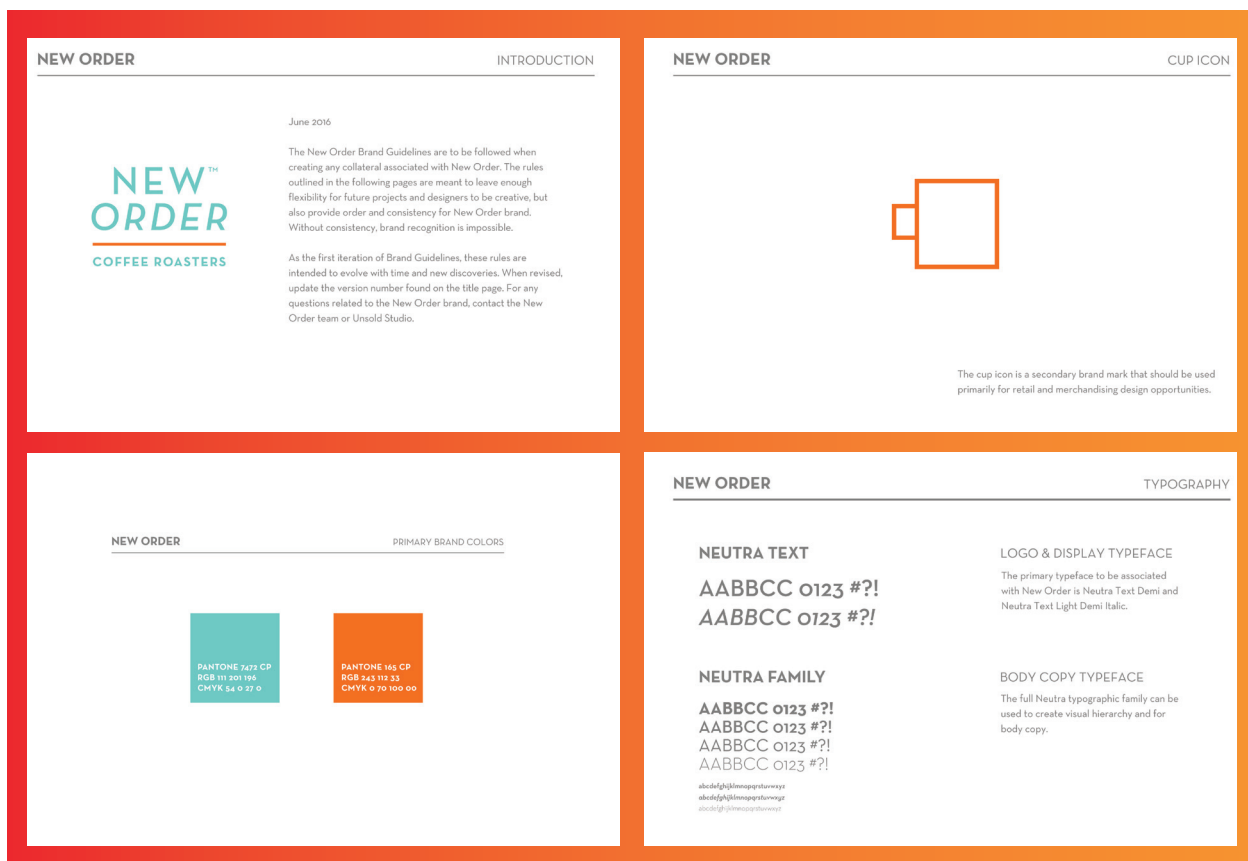 NEW ORDER
INTRODUCTION
NEW™
ORDER
COFFEE ROASTERS
June 2016
The New Order Brand Guidelines are to be followed when
creating any collateral associated with New Order. The rules
outlined in the following pages are meant to leave enough
flexibility for future projects and designers to be creative, but
also provide order and consistency for New Order brand.
Without consistency, brand recognition is impossible.
As the first iteration of Brand Guidelines, these rules are
intended to evolve with time and new discoveries. When revised,
update the version number found on the title page. For any
questions related to the New Order brand, contact the New
Order team or Unsold Studio.
NEW ORDER
CUP ICON
The cup icon is a secondary brand mark that should be used
primarily for retail and merchandising design opportunities.
NEW ORDER
PRIMARY BRAND COLORS
PANTONE 7472 CP
RGB 111 201 196
CMYK 54 0 27 0
PANTONE 165 CP
RGB 243 112 33
CMYK 0 70 100 00
NEW ORDER
TYPOGRAPHY
NEUTRA TEXT
AABBCC 0123 #?!
AABBCC 0123 #?!
LOGO & DISPLAY TYPEFACE
The primary typeface to be associated
with New Order is Neutra Text Demi and
Neutra Text Light Demi Italic.
NEUTRA FAMILY
AABBCC 0123 #?!
AABBCC 0123 #?!
AABBCC 0123 #?!
AABBCC 0123 #?!
abcdefghijklmnopqrstuvwxyz
abcdefghijklmnopqrstuvwxyz
abcdefghijklmnopqrstuvwxyz
BODY COPY TYPEFACE
The full Neutra typographic family can be
used to create visual hierarchy and for
body copy.